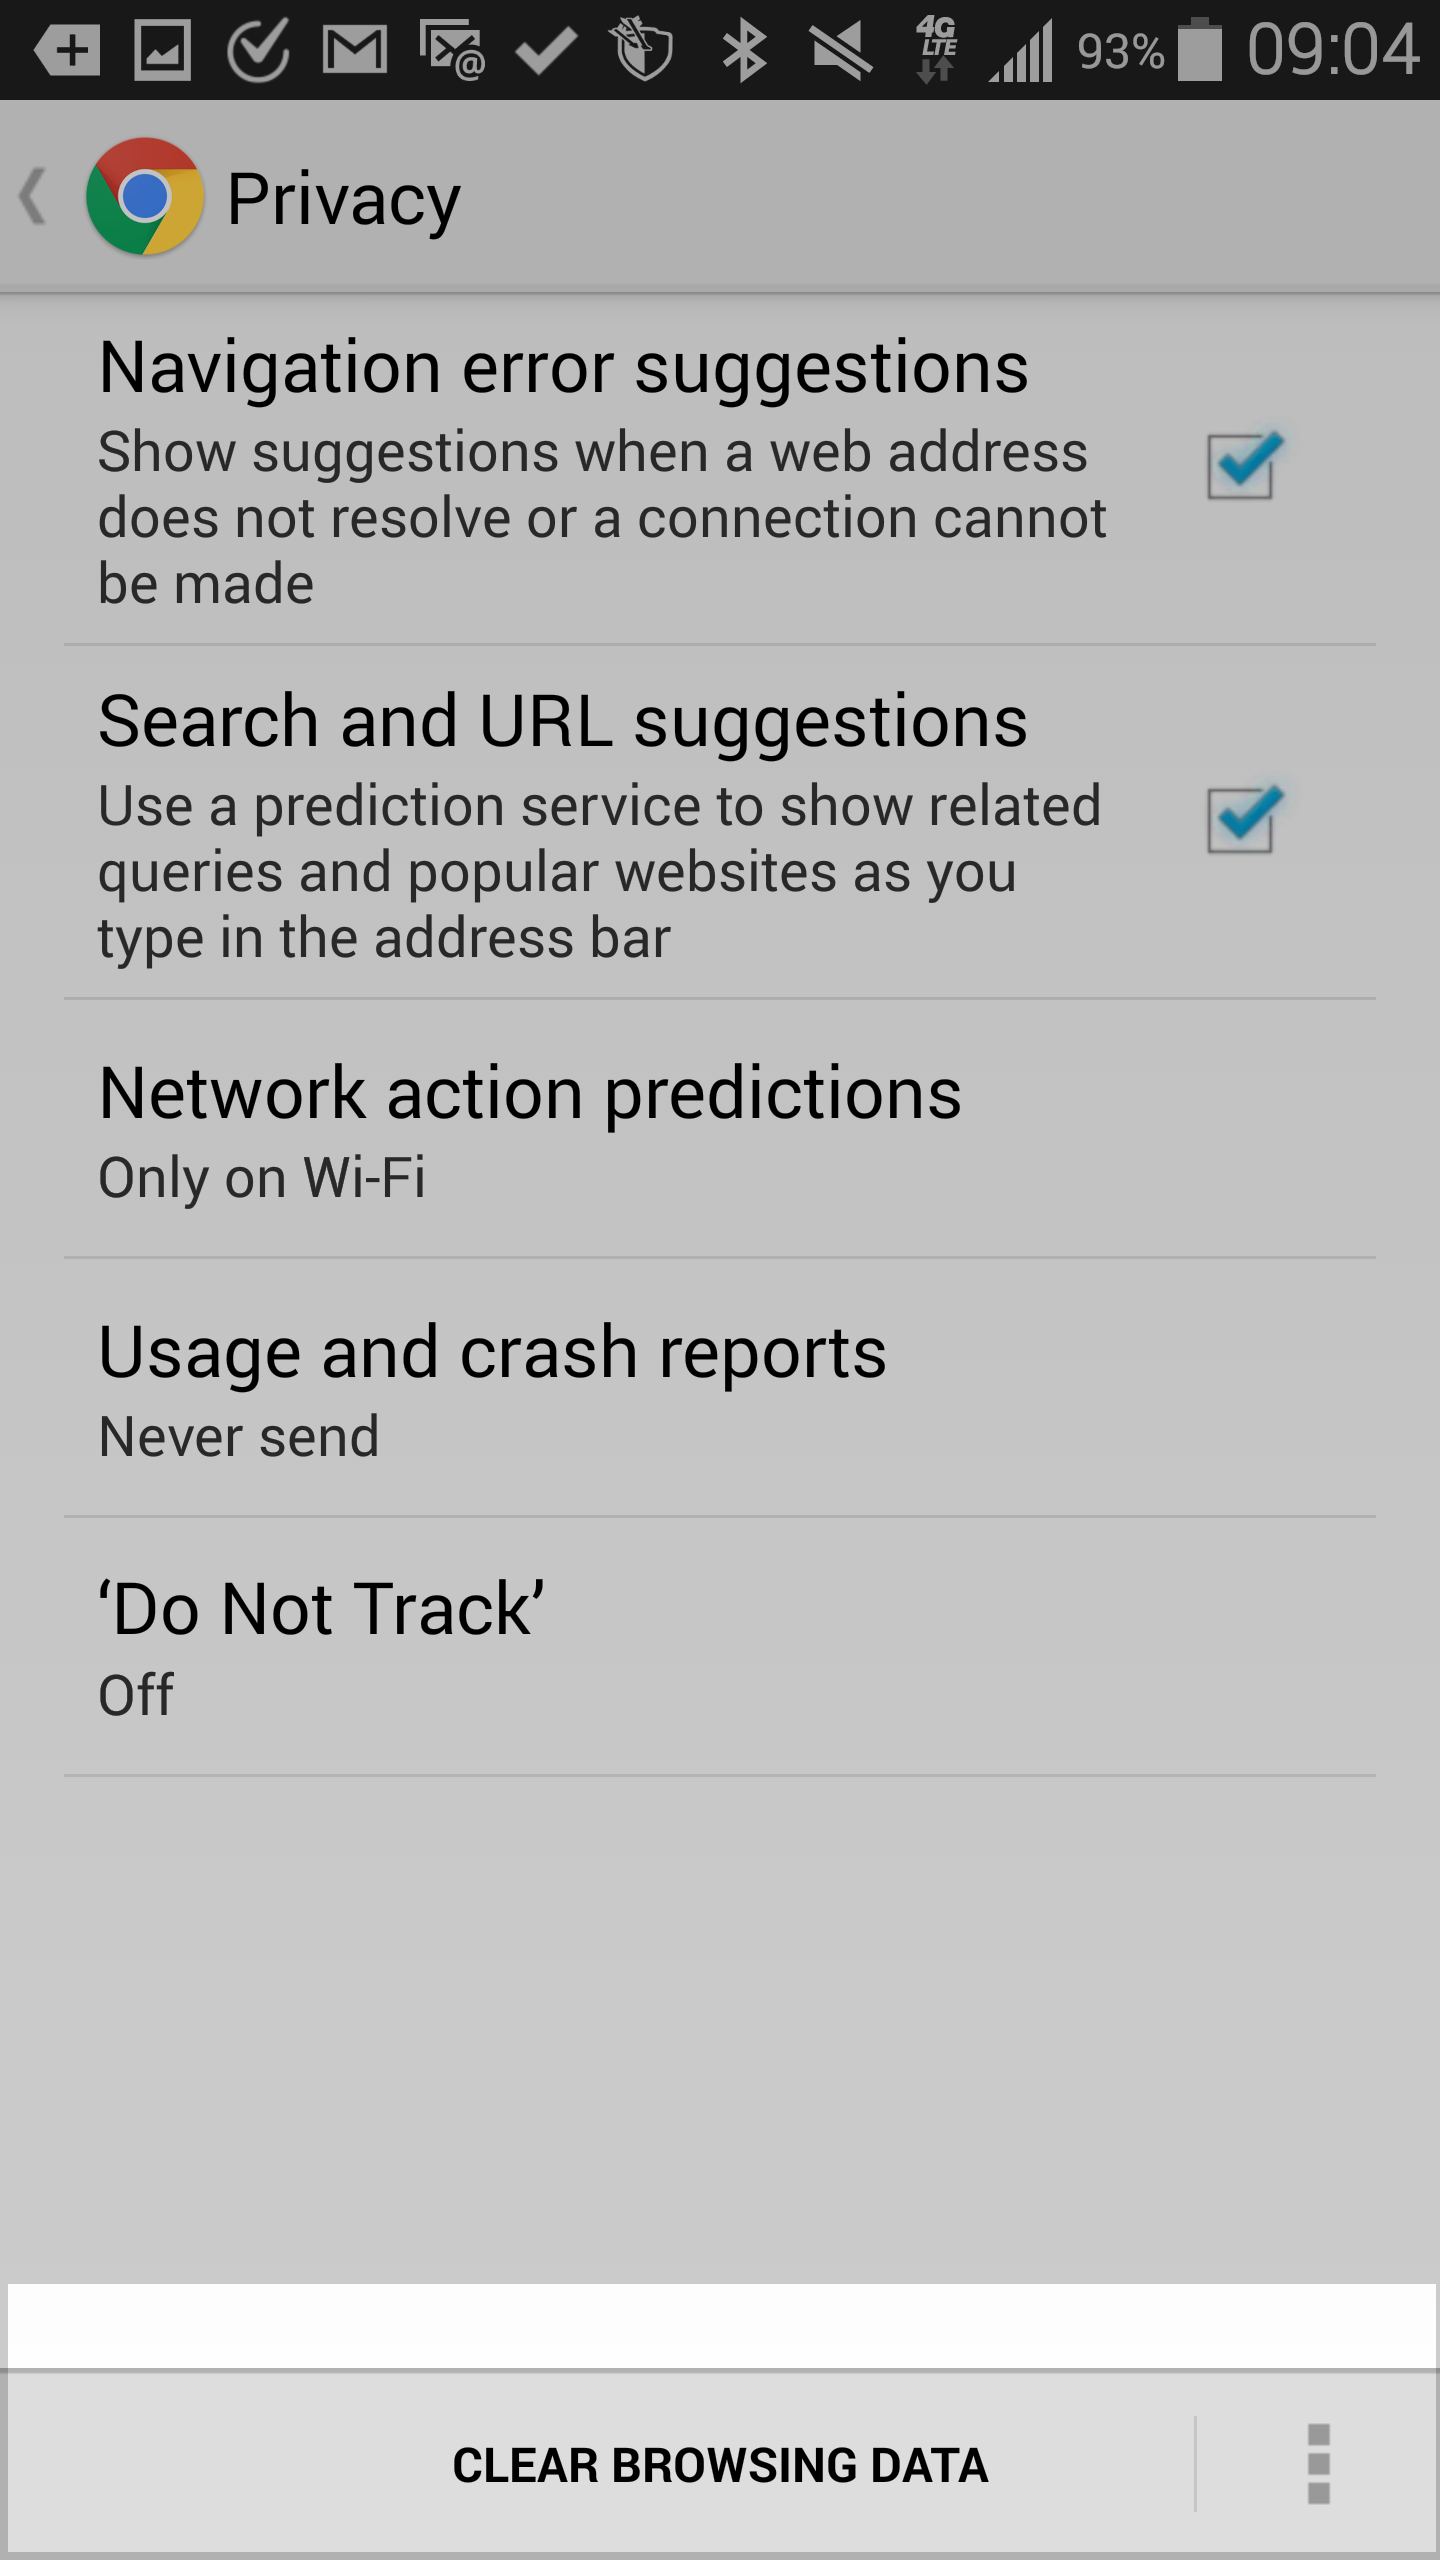 4G LTE 93% 09:04
Privacy
Navigation error suggestions
Show suggestions when a web address
does not resolve or a connection cannot
be made
Search and URL suggestions
Use a prediction service to show related
queries and popular websites as you
type in the address bar
Network action predictions
Only on Wi-Fi
Usage and crash reports
Never send
‘Do Not Track’
Off
CLEAR BROWSING DATA